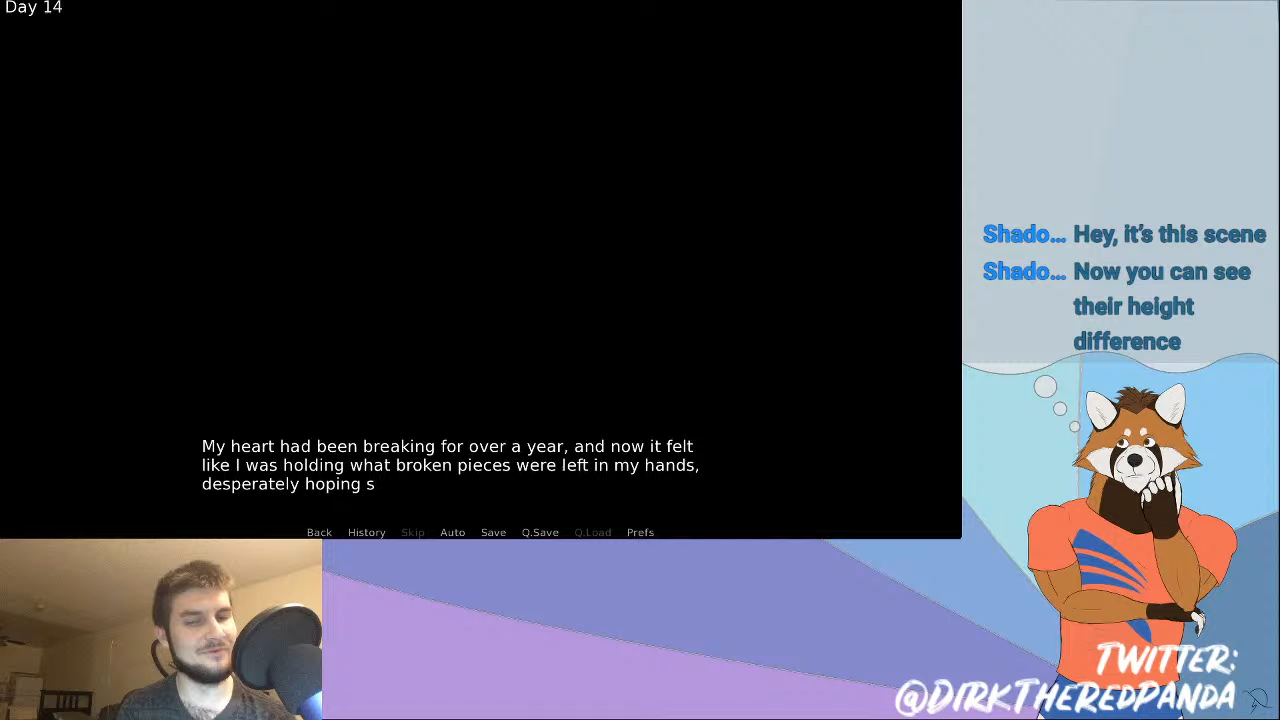 Day 14
My heart had been breaking for over a year, and now it felt
like I was holding what broken pieces were left in my hands,
desperately hoping s
Back History Skip Auto Save Q.Save Q.Load Prefs
Shado… Hey, it's this scene
Shado… Now you can see
their height
difference
TWITTER:
@DIRKTHEREDPANDA